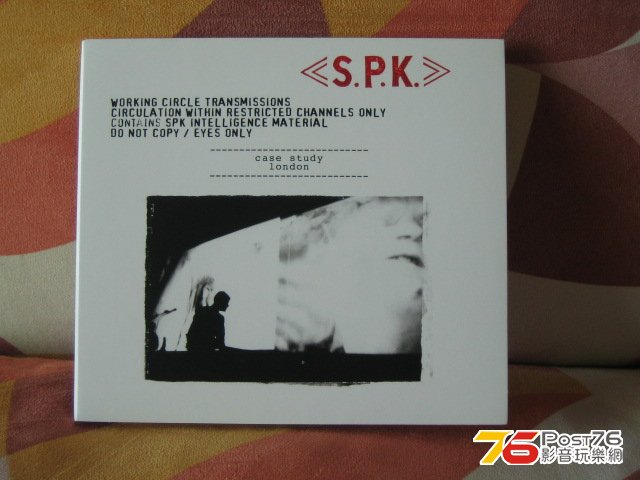 ≪S.P.K.≫
WORKING CIRCLE TRANSMISSIONS
CIRCULATION WITHIN RESTRICTED CHANNELS ONLY
CONTAINS SPK INTELLIGENCE MATERIAL
DO NOT COPY / EYES ONLY
case study
london
76 Post76
影音玩樂網